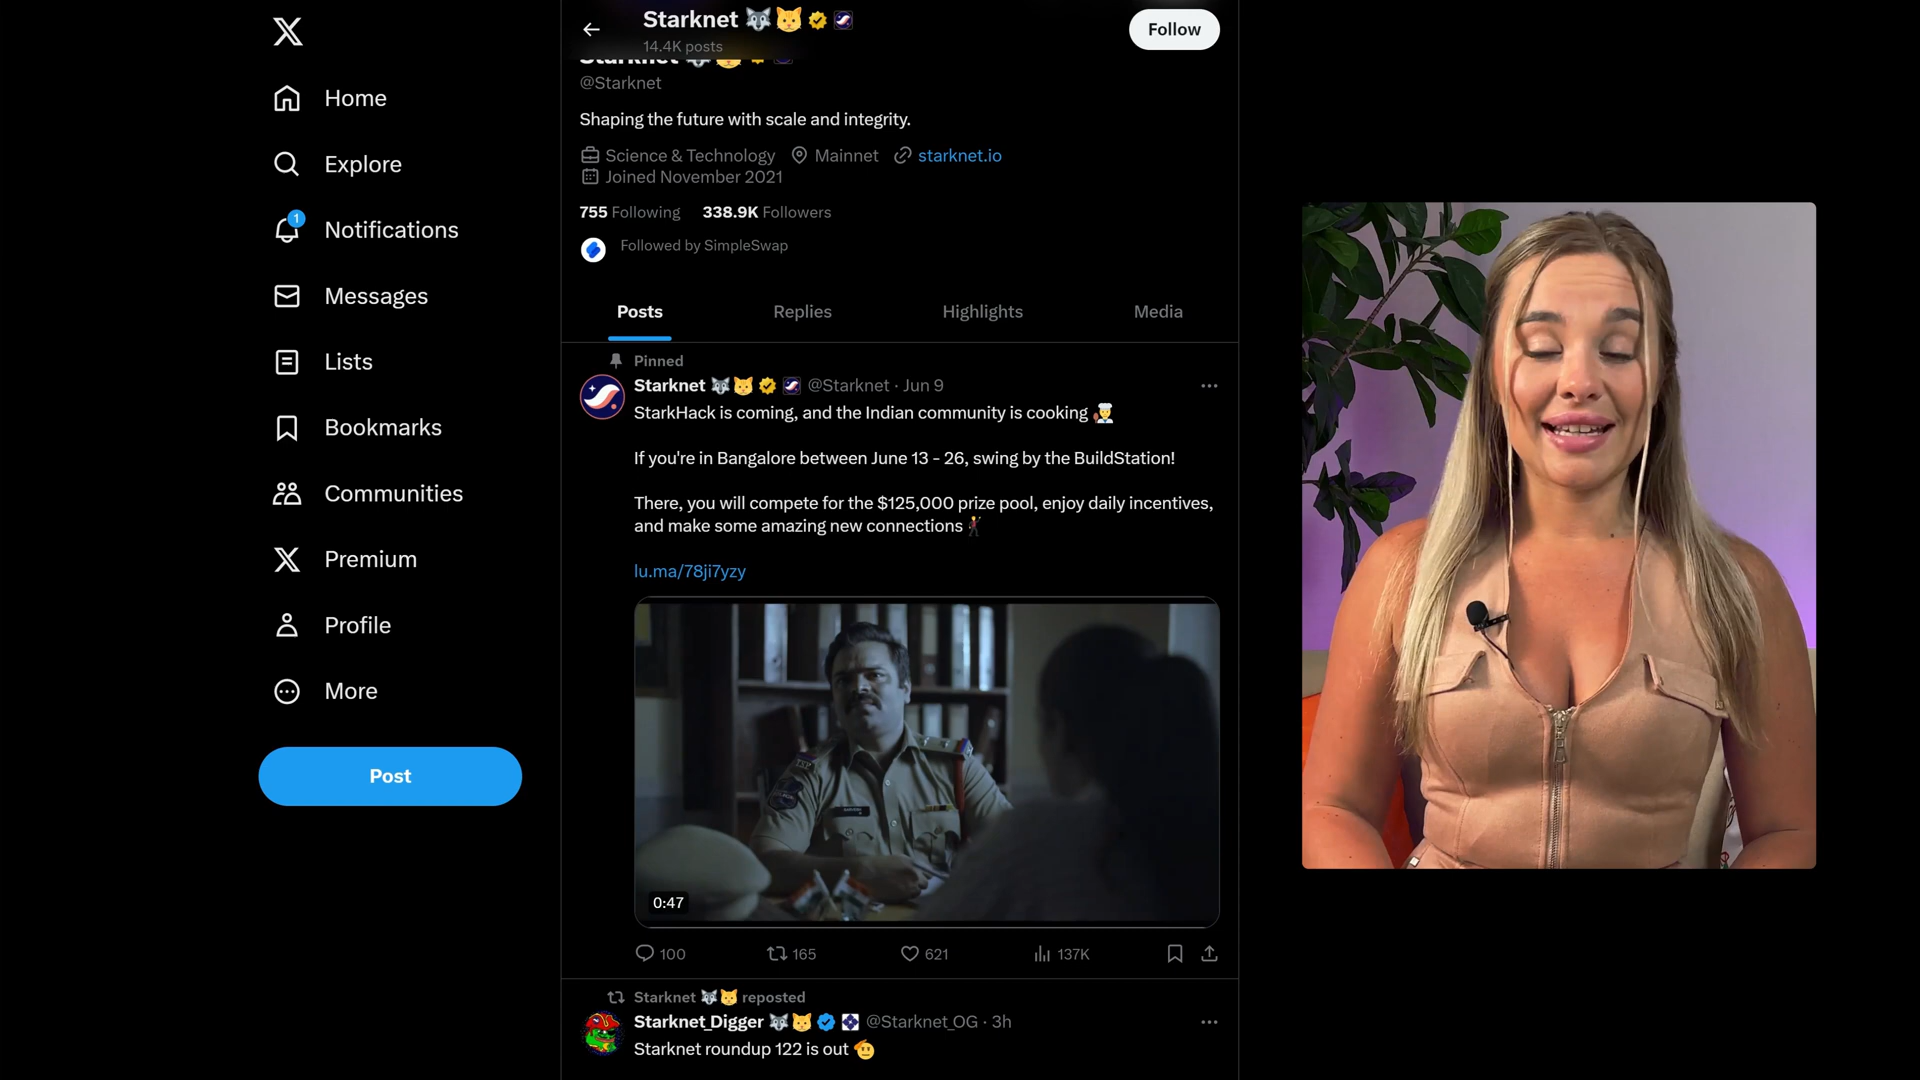 Home
Explore
1
Notifications
Messages
Lists
Bookmarks
Communities
Premium
Profile
More
Post
Starknet 🐺🐱
14.4K posts
Follow
Starknet
@Starknet
Shaping the future with scale and integrity.
Science & Technology Mainnet starknet.io
Joined November 2021
755 Following 338.9K Followers
Followed by SimpleSwap
Posts Replies Highlights Media
Pinned
Starknet 🐺🐱 @Starknet · Jun 9
StarkHack is coming, and the Indian community is cooking 🧑‍🍳
If you're in Bangalore between June 13 - 26, swing by the BuildStation!
There, you will compete for the $125,000 prize pool, enjoy daily incentives,
and make some amazing new connections 🕺
lu.ma/78ji7yzy
0:47
100 165 621 137K
Starknet 🐺🐱 reposted
Starknet_Digger 🐺🐱 @Starknet_OG · 3h
Starknet roundup 122 is out 🫡